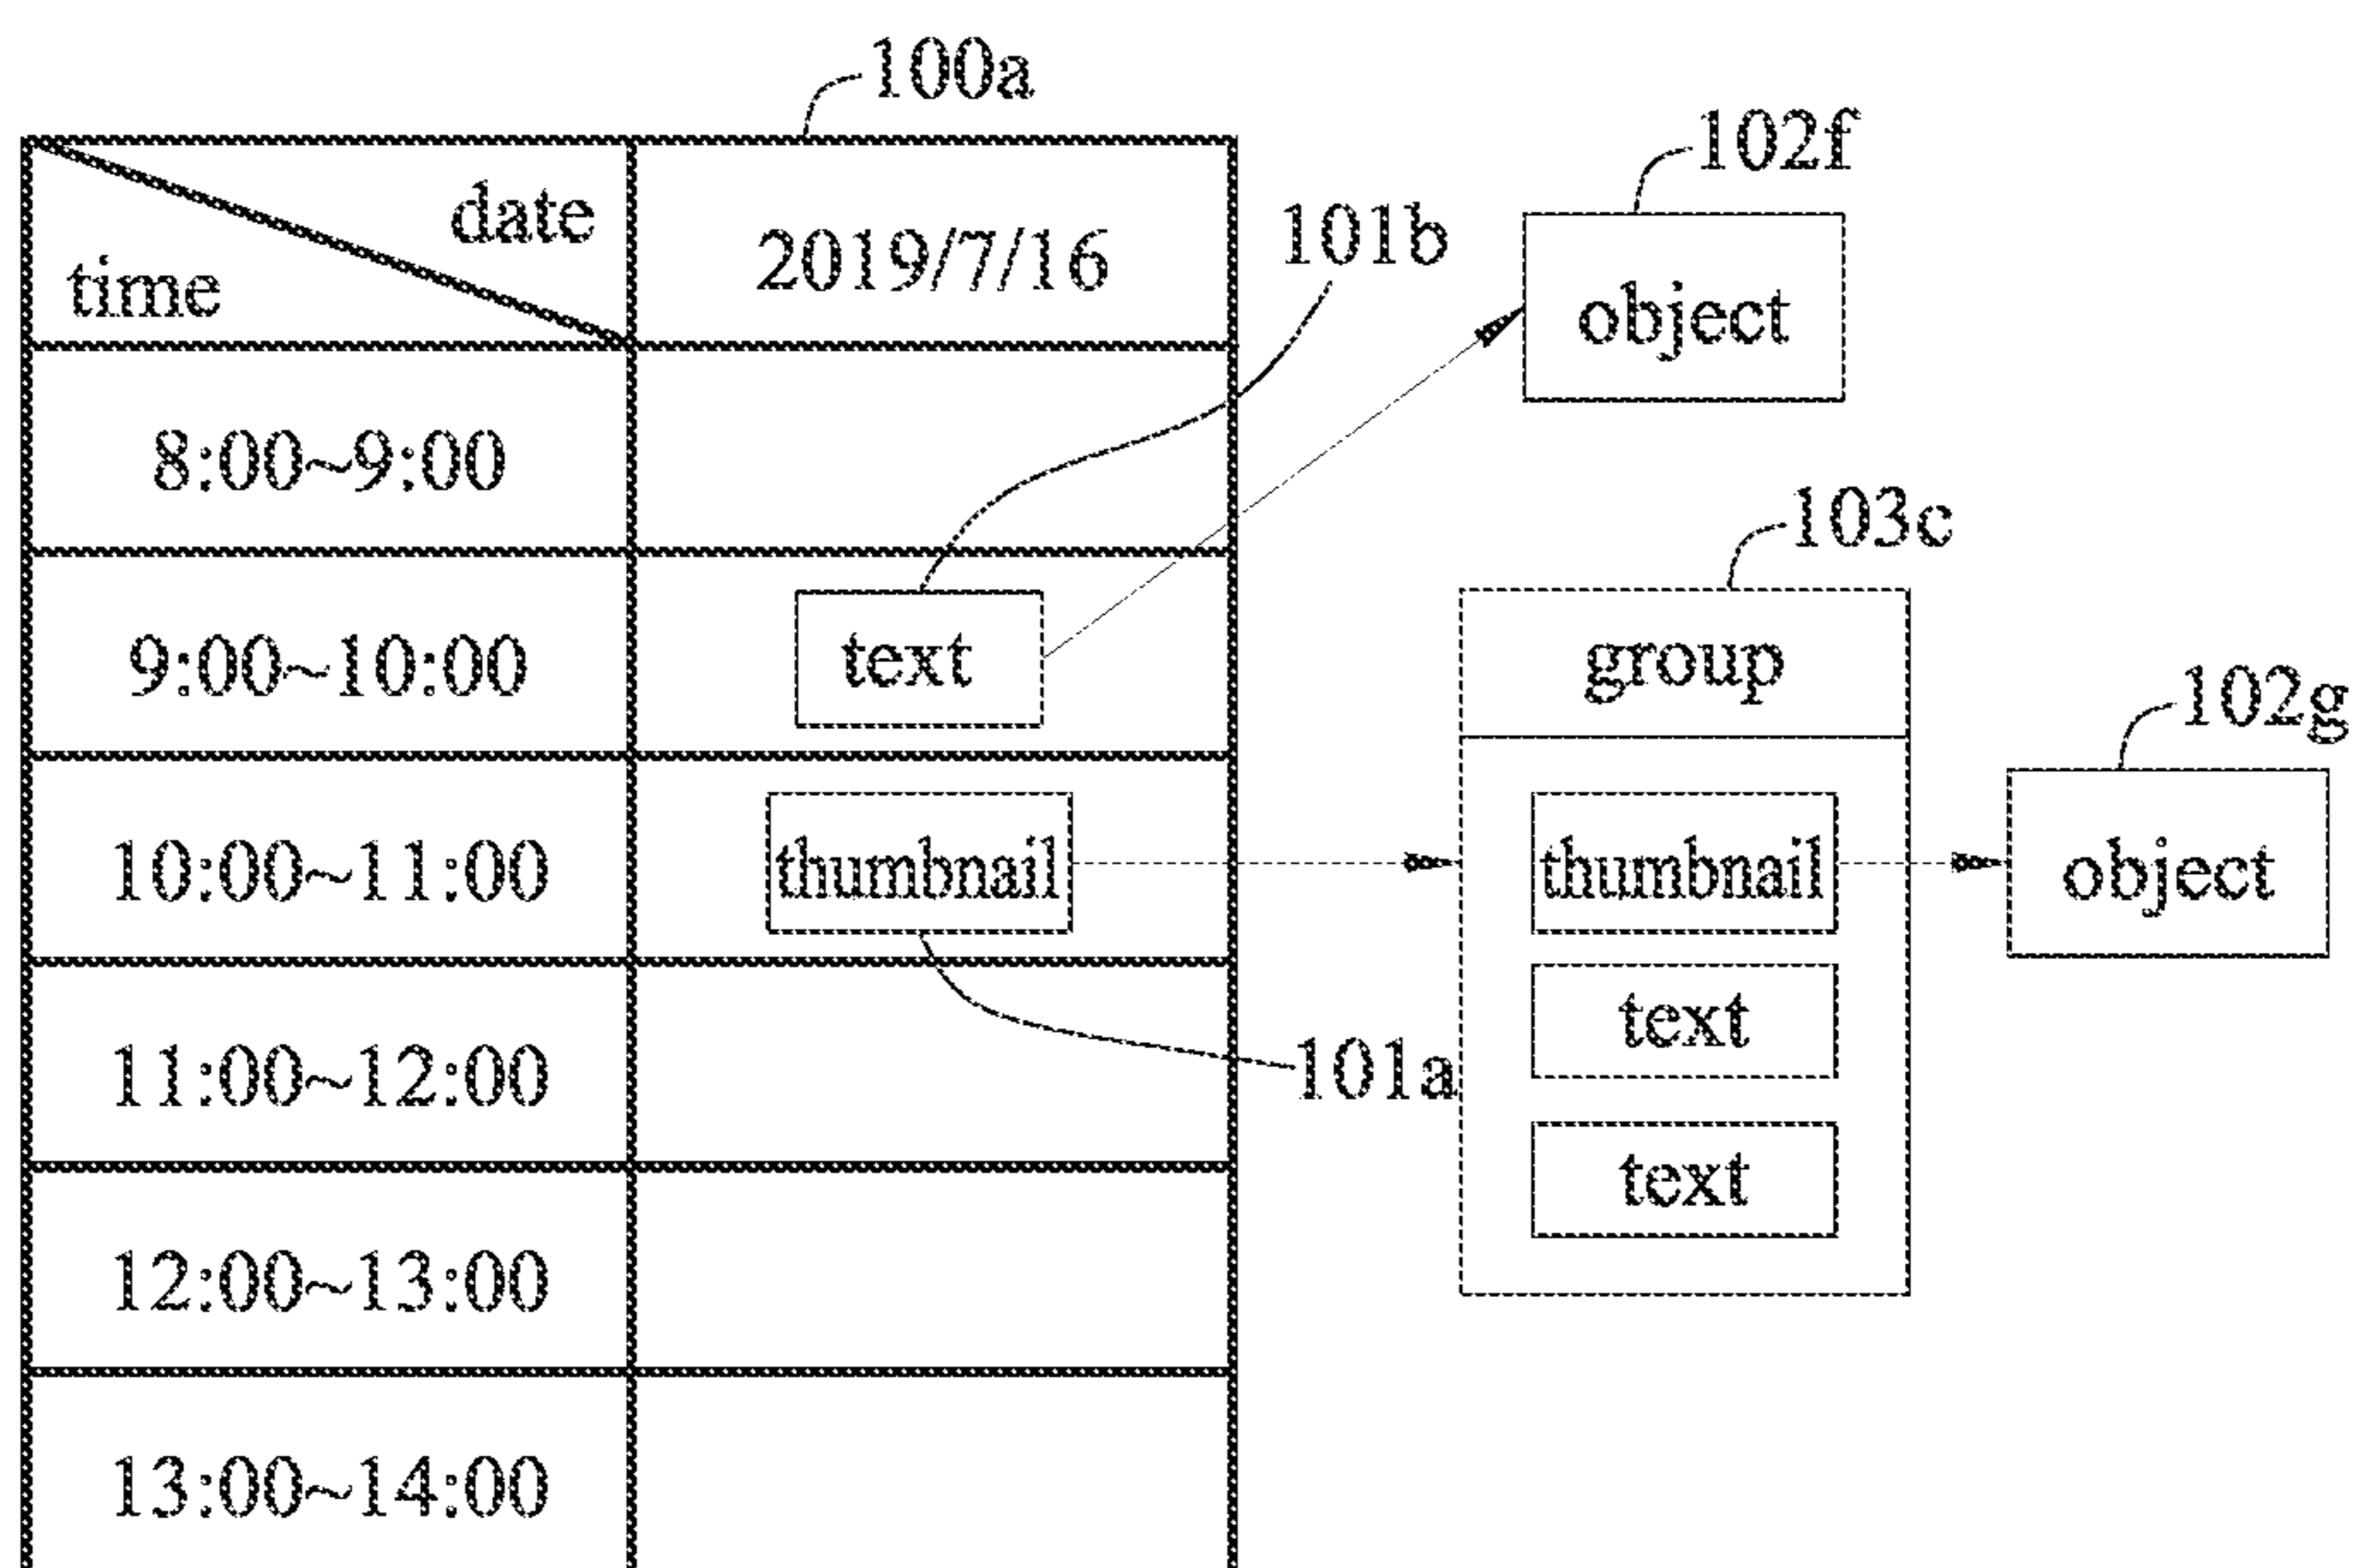 100a
102f
date
101b
time
2019/7/16
object
8:00~9:00
103c
9:00~10:00
text
group
102g
10:00~11:00
thumbnail
thumbnail
object
text
11:00~12:00
101a
text
12:00~13:00
13:00~14:00